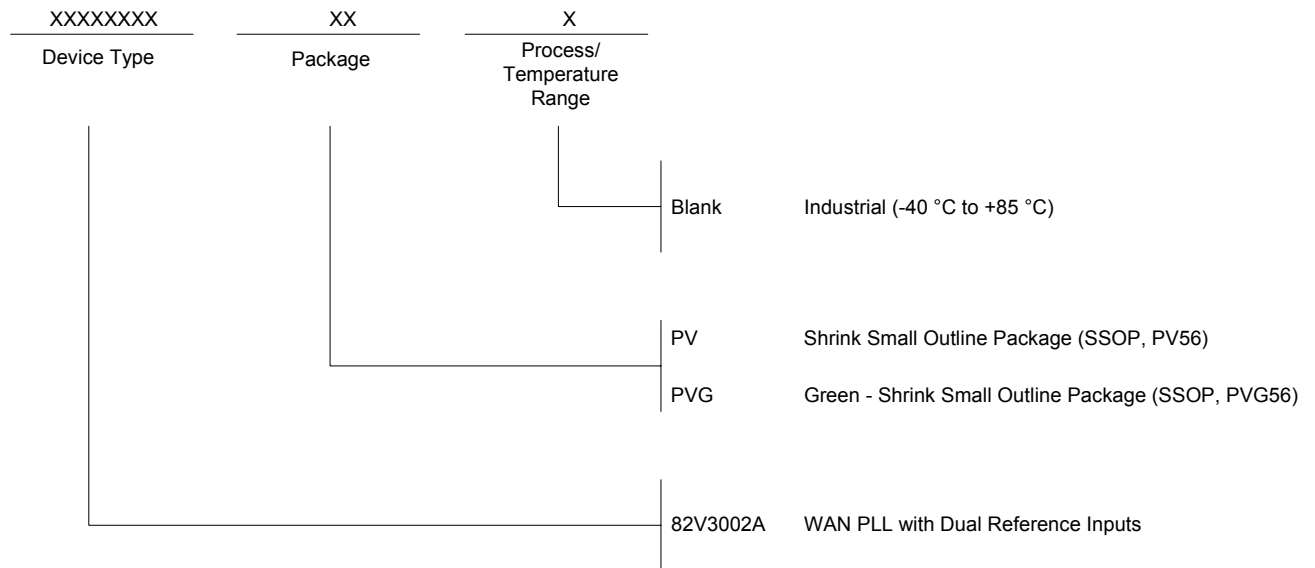 XXXXXXXX XX X
Device Type Package Process/
Temperature
Range
Blank Industrial (-40 °C to +85 °C)
PV Shrink Small Outline Package (SSOP, PV56)
PVG Green - Shrink Small Outline Package (SSOP, PVG56)
82V3002A WAN PLL with Dual Reference Inputs